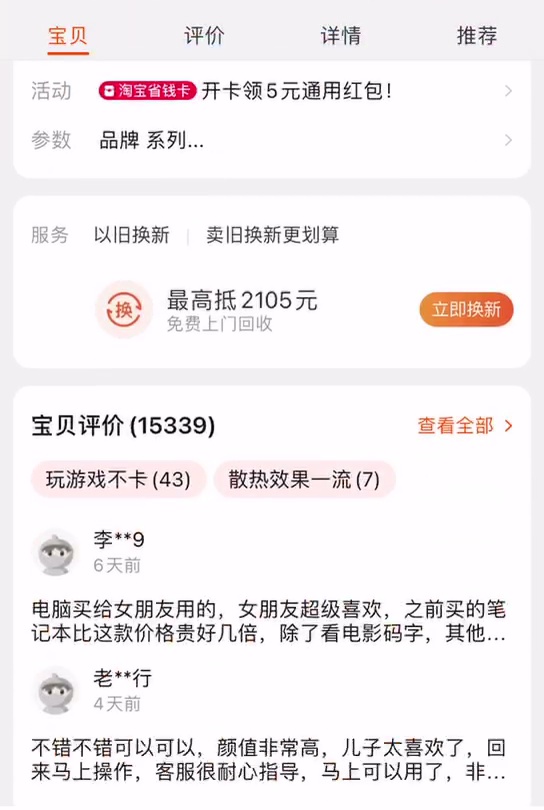 宝贝 评价 详情 推荐
活动 淘宝省钱卡 开卡领5元通用红包!
参数 品牌 系列...
服务 以旧换新 | 卖旧换新更划算
换 最高抵2105元 立即换新
免费上门回收
宝贝评价(15339) 查看全部
玩游戏不卡(43) 散热效果一流(7)
李**9
6天前
电脑买给女朋友用的，女朋友超级喜欢，之前买的笔
记本比这款价格贵好几倍，除了看电影码字，其他...
老**行
4天前
不错不错可以可以，颜值非常高，儿子太喜欢了，回
来马上操作，客服很耐心指导，马上可以用了，非...